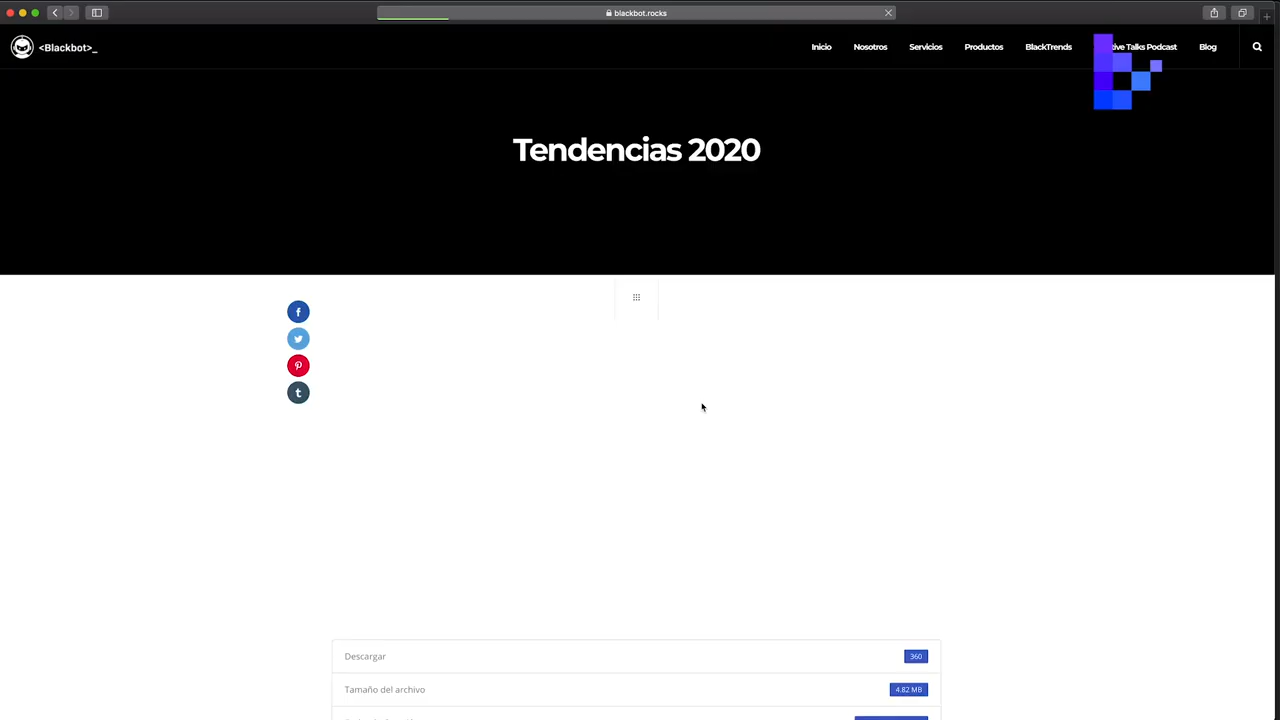 blackbot.rocks
<Blackbot>_
Inicio
Nosotros
Servicios
Productos
BlackTrends
Talks Podcast
Blog
Tendencias 2020
Descargar
360
Tamaño del archivo
4.82 MB